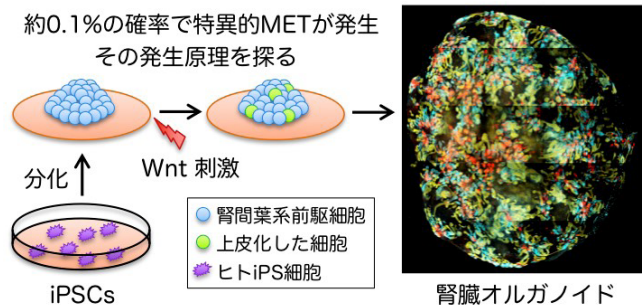 約0.1%の確率で特異的METが発生
その発生原理を探る
Wnt 刺激
分化
腎間葉系前駆細胞
上皮化した細胞
ヒトiPS細胞
iPSCs
腎臓オルガノイド